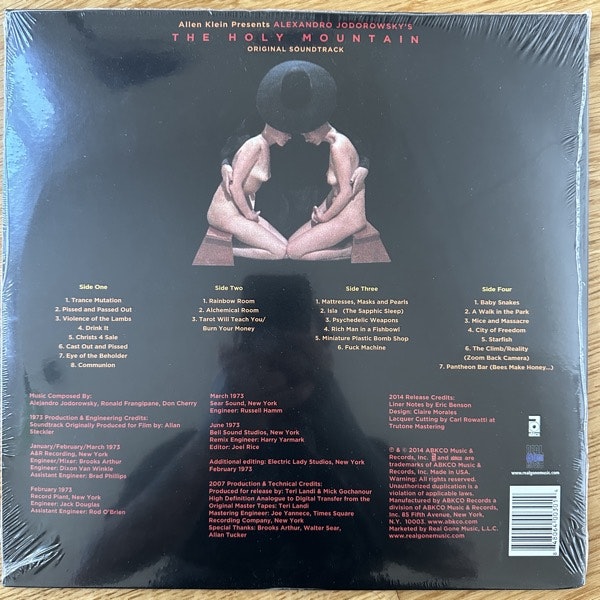 Allen Klein Presents ALEXANDRO JODOROWSKY'S
THE HOLY MOUNTAIN
ORIGINAL SOUNDTRACK
Side One
1. Trance Mutation
2. Pissed and Passed Out
3. Violence of the Lambs
4. Drink It
5. Christs 4 Sale
6. Cast Out and Pissed
7. Eye of the Beholder
8. Communion
Side Two
1. Rainbow Room
2. Alchemical Room
3. Tarot Will Teach You/
Burn Your Money
Side Three
1. Mattresses, Masks and Pearls
2. Isla (The Sapphic Sleep)
3. Psychedelic Weapons
4. Rich Man in a Fishbowl
5. Miniature Plastic Bomb Shop
6. Fuck Machine
Side Four
1. Baby Snakes
2. A Walk in the Park
3. Mice and Massacre
4. City of Freedom
5. Starfish
6. The Climb/Reality
(Zoom Back Camera)
7. Pantheon Bar (Bees Make Honey...)
Music Composed By:
Alejandro Jodorowsky, Ronald Frangipane, Don Cherry
1973 Production & Engineering Credits:
Soundtrack Originally Produced for Film by: Allan
Steckler
January/February/March 1973
A&R Recording, New York
Engineer/Mixer: Brooks Arthur
Engineer: Dixon Van Winkle
Assistant Engineer: Brad Phillips
February 1973
Record Plant, New York
Engineer: Jack Douglas
Assistant Engineer: Rod O'Brien
March 1973
Sear Sound, New York
Engineer: Russell Hamm
June 1973
Bell Sound Studios, New York
Remix Engineer: Harry Yarmark
Editor: Joel Rice
Additional editing: Electric Lady Studios, New York
February 1973
2007 Production & Technical Credits:
Produced for release by: Teri Landi & Mick Gochanour
High Definition Analogue to Digital Transfer from the
Original Master Tapes: Teri Landi
Mastering Engineer: Joe Yannece, Times Square
Recording Company, New York
Special Thanks: Brooks Arthur, Walter Sear,
Allan Tucker
2014 Release Credits:
Liner Notes by Eric Benson
Design: Claire Morales
Lacquer Cutting by Carl Rowatti at
Trutone Mastering
℗ & © 2014 ABKCO Music &
Records, Inc. and abkco are
trademarks of ABKCO Music &
Records, Inc. Made in USA.
Warning: All rights reserved.
Unauthorized duplication is a
violation of applicable laws.
Manufactured by ABKCO Records a
division of ABKCO Music & Records,
Inc. 85 Fifth Avenue, New York,
N.Y. 10003 www.abkco.com
Marketed by Real Gone Music, L.L.C.
www.realgonemusic.com
www.realgonemusic.com